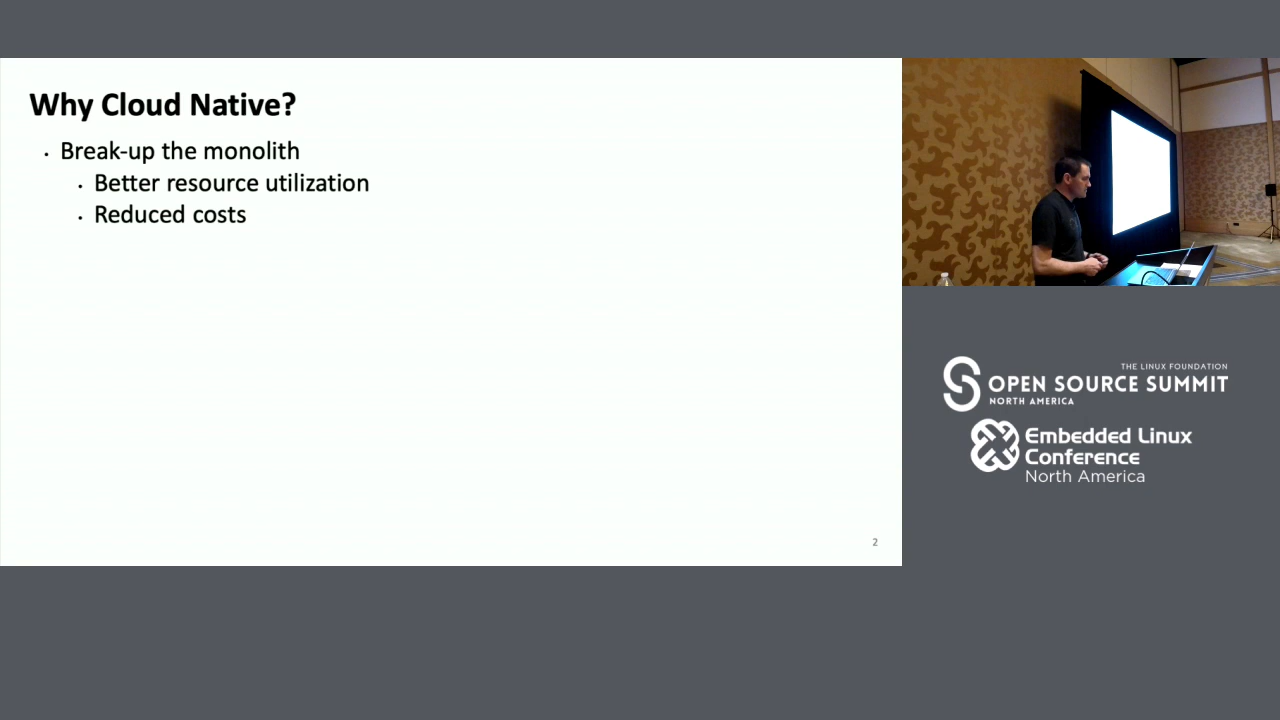 Why Cloud Native?
· Break-up the monolith
· Better resource utilization
· Reduced costs
2
THE LINUX FOUNDATION
OPEN SOURCE SUMMIT
NORTH AMERICA
Embedded Linux
Conference
North America